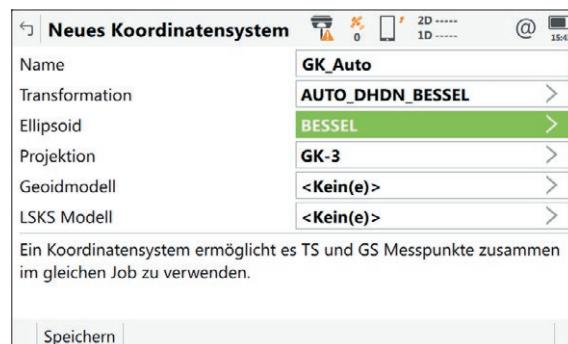 Neues Koordinatensystem
0
2D -----
1D -----
@
Name GK_Auto
Transformation AUTO_DHDN_BESSEL
Ellipsoid BESSEL
Projektion GK-3
Geoidmodell <Kein(e)>
LSKS Modell <Kein(e)>
Ein Koordinatensystem ermöglicht es TS und GS Messpunkte zusammen
im gleichen Job zu verwenden.
Speichern